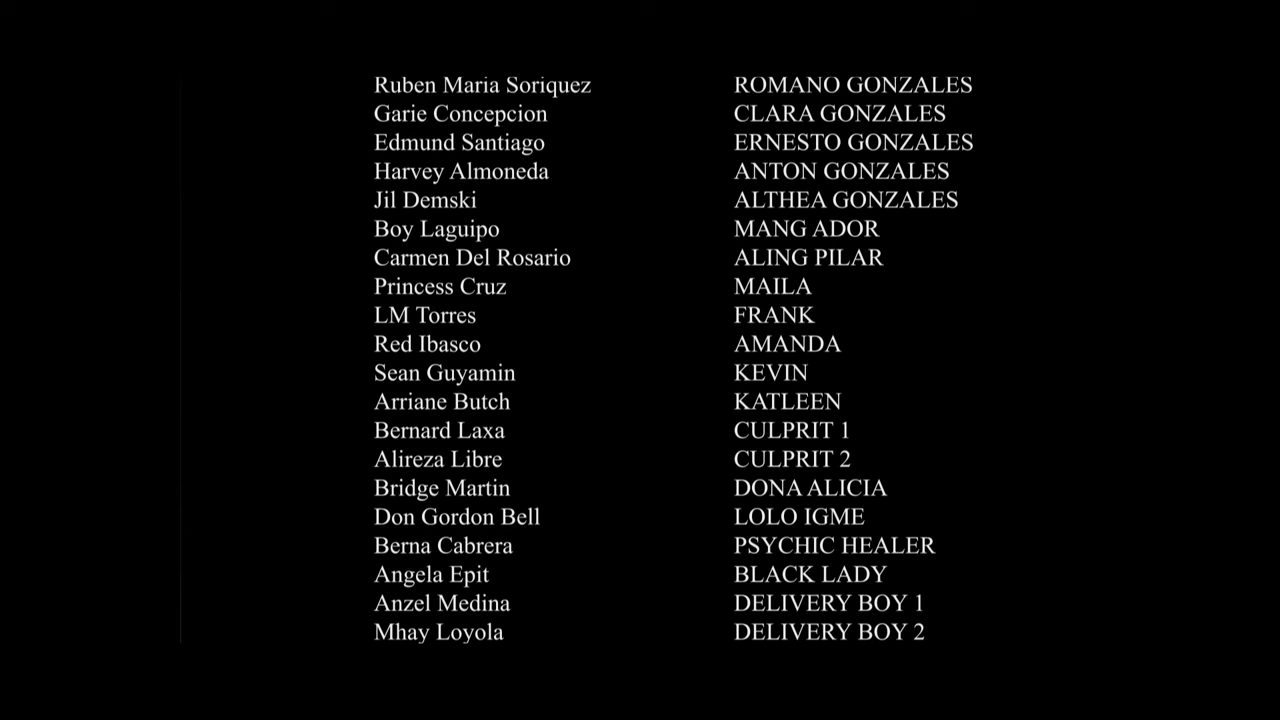 Ruben Maria Soriquez ROMANO GONZALES
Garie Concepcion CLARA GONZALES
Edmund Santiago ERNESTO GONZALES
Harvey Almoneda ANTON GONZALES
Jil Demski ALTHEA GONZALES
Boy Laguipo MANG ADOR
Carmen Del Rosario ALING PILAR
Princess Cruz MAILA
LM Torres FRANK
Red Ibasco AMANDA
Sean Guyamin KEVIN
Arriane Butch KATLEEN
Bernard Laxa CULPRIT 1
Alireza Libre CULPRIT 2
Bridge Martin DONA ALICIA
Don Gordon Bell LOLO IGME
Berna Cabrera PSYCHIC HEALER
Angela Epit BLACK LADY
Anzel Medina DELIVERY BOY 1
Mhay Loyola DELIVERY BOY 2